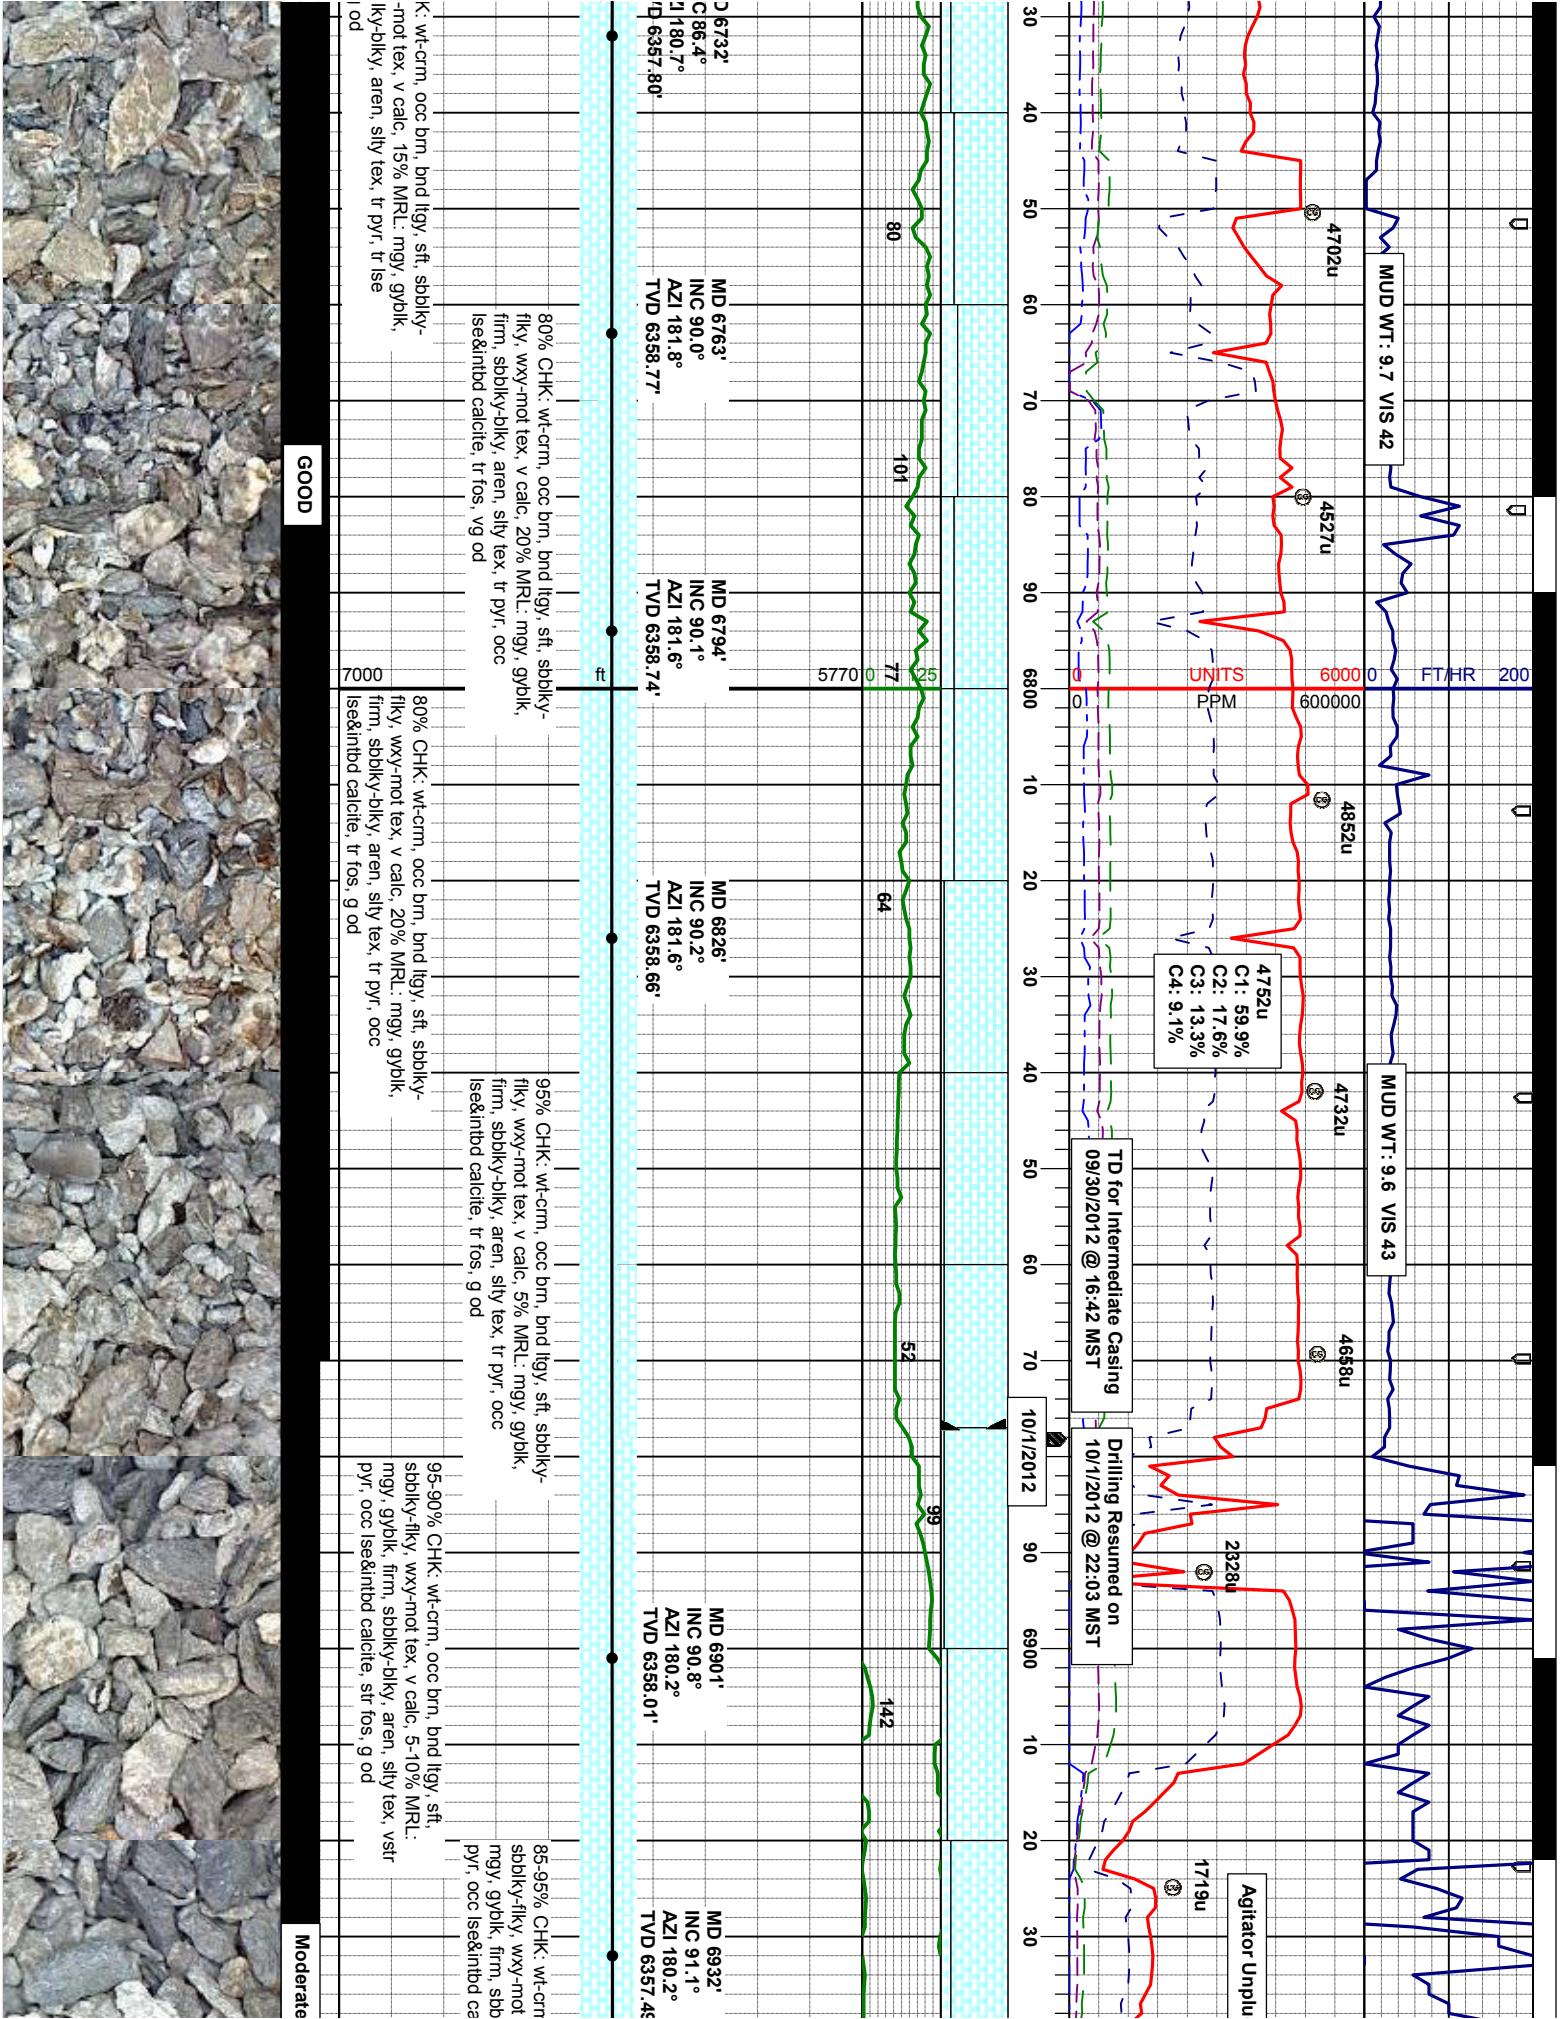 30
40
50
60
70
80
90
6800
10
20
30
40
50
60
70
90
6900
10
20
30
4702u
4527u
4852u
4732u
4658u
2328u
1719u
MUD WT: 9.7 VIS 42
MUD WT: 9.6 VIS 43
0 FT/HR 200
0 UNITS 6000
0 PPM 600000
4752u
C1: 59.9%
C2: 17.6%
C3: 13.3%
C4: 9.1%
TD for Intermediate Casing
09/30/2012 @ 16:42 MST
Drilling Resumed on
10/1/2012 @ 22:03 MST
10/1/2012
Agitator Unplu
80
101
77
64
52
99
142
7000 ft 5770 0 125
D 6732'
C 86.4°
ZI 180.7°
'D 6357.80'
MD 6763'
INC 90.0°
AZI 181.8°
TVD 6358.77'
MD 6794'
INC 90.1°
AZI 181.6°
TVD 6358.74'
MD 6826'
INC 90.2°
AZI 181.6°
TVD 6358.66'
MD 6901'
INC 90.8°
AZI 180.2°
TVD 6358.01'
MD 6932'
INC 91.1°
AZI 180.2°
TVD 6357.49
K: wt-crm, occ brn, bnd ltgy, sft, sbblky-
-mot tex, v calc, 15% MRL: mgy, gyblk,
lky-blky, aren, slty tex, tr pyr, tr lse
od
80% CHK: wt-crm, occ brn, bnd ltgy, sft, sbblky-
flky, wxy-mot tex, v calc, 20% MRL: mgy, gyblk,
firm, sbblky-blky, aren, slty tex, tr pyr, occ
lse&intbd calcite, tr fos, vg od
80% CHK: wt-crm, occ brn, bnd ltgy, sft, sbblky-
flky, wxy-mot tex, v calc, 20% MRL: mgy, gyblk,
firm, sbblky-blky, aren, slty tex, tr pyr, occ
lse&intbd calcite, tr fos, g od
95% CHK: wt-crm, occ brn, bnd ltgy, sft, sbblky-
flky, wxy-mot tex, v calc, 5% MRL: mgy, gyblk,
firm, sbblky-blky, aren, slty tex, tr pyr, occ
lse&intbd calcite, tr fos, g od
95-90% CHK: wt-crm, occ brn, bnd ltgy, sft,
sbblky-flky, wxy-mot tex, v calc, 5-10% MRL:
mgy, gyblk, firm, sbblky-blky, aren, slty tex, vstr
pyr, occ lse&intbd calcite, str fos, g od
85-95% CHK: wt-crm
sbblky-flky, wxy-mot
mgy, gyblk, firm, sbb
pyr, occ lse&intbd ca
GOOD
Moderate